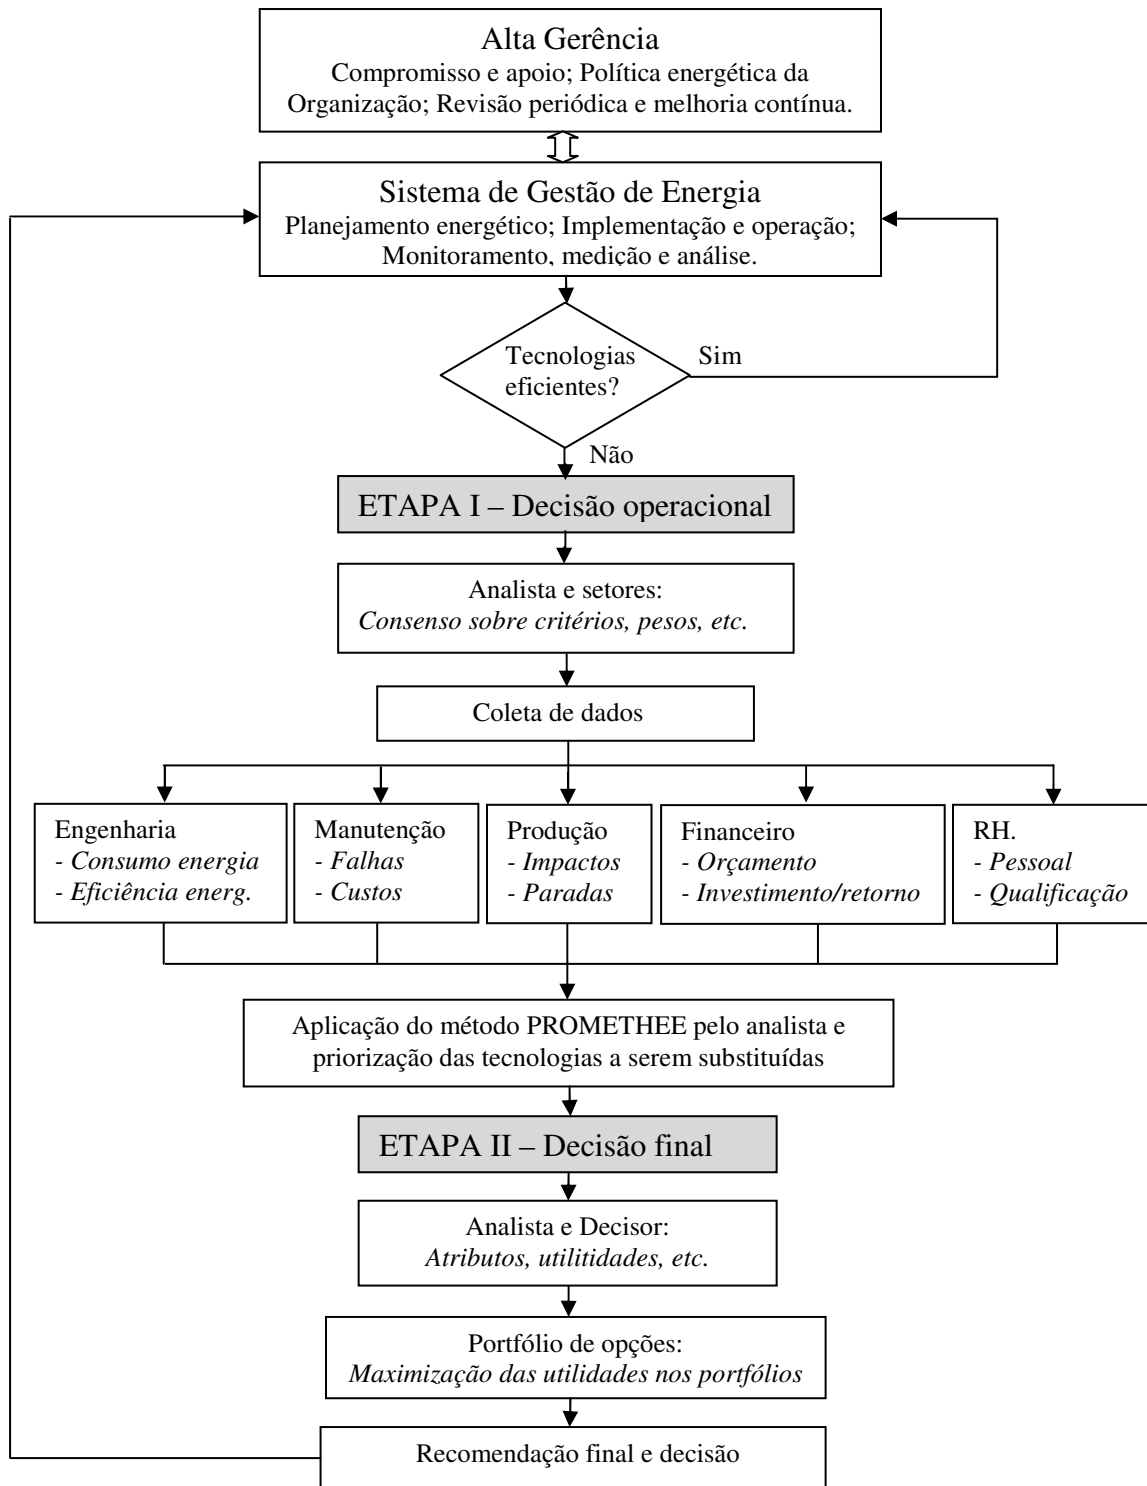 Alta Gerência
Compromisso e apoio; Política energética da
Organização; Revisão periódica e melhoria contínua.
Sistema de Gestão de Energia
Planejamento energético; Implementação e operação;
Monitoramento, medição e análise.
Tecnologias
eficientes?
Sim
Não
ETAPA I – Decisão operacional
Analista e setores:
Consenso sobre critérios, pesos, etc.
Coleta de dados
Engenharia
- Consumo energia
- Eficiência energ.
Manutenção
- Falhas
- Custos
Produção
- Impactos
- Paradas
Financeiro
- Orçamento
- Investimento/retorno
RH.
- Pessoal
- Qualificação
Aplicação do método PROMETHEE pelo analista e
priorização das tecnologias a serem substituídas
ETAPA II – Decisão final
Analista e Decisor:
Atributos, utilitidades, etc.
Portfólio de opções:
Maximização das utilidades nos portfólios
Recomendação final e decisão